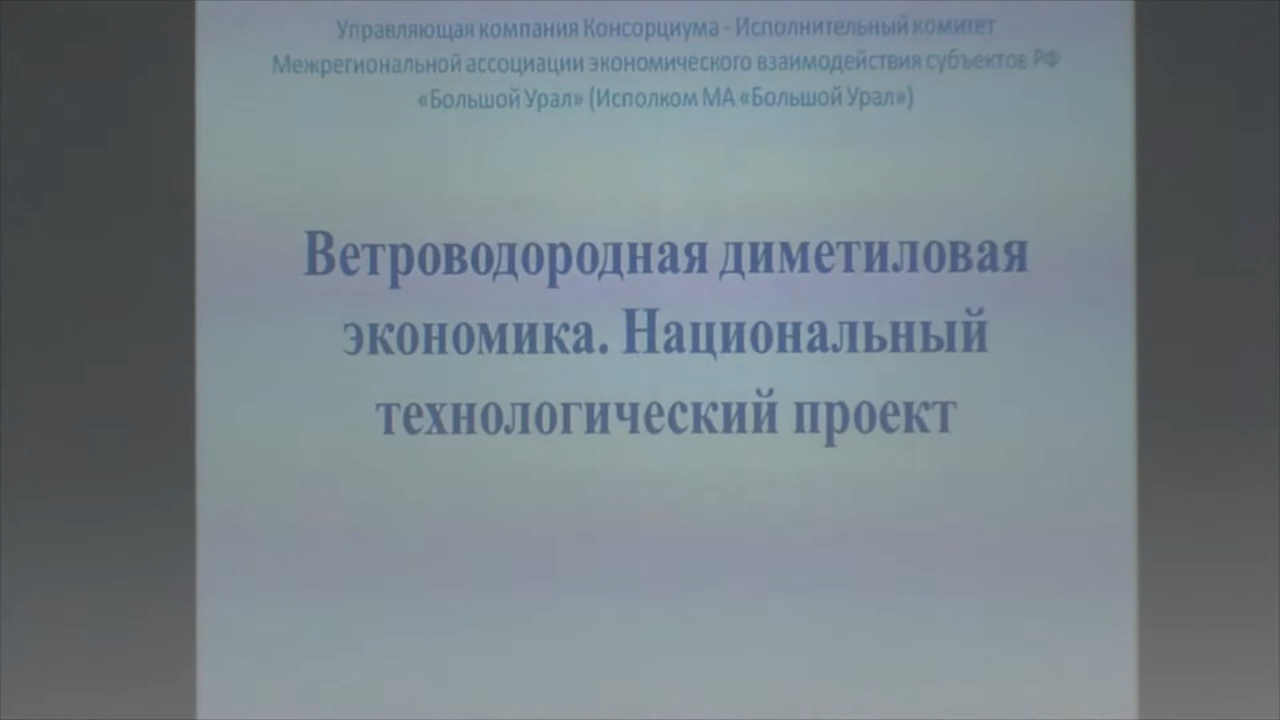 Управляющая компания Консорциума - Исполнительный комитет
Межрегиональной ассоциации экономического взаимодействия субъектов РФ
«Большой Урал» (Исполком МА «Большой Урал»)
Ветроводородная диметиловая
экономика. Национальный
технологический проект